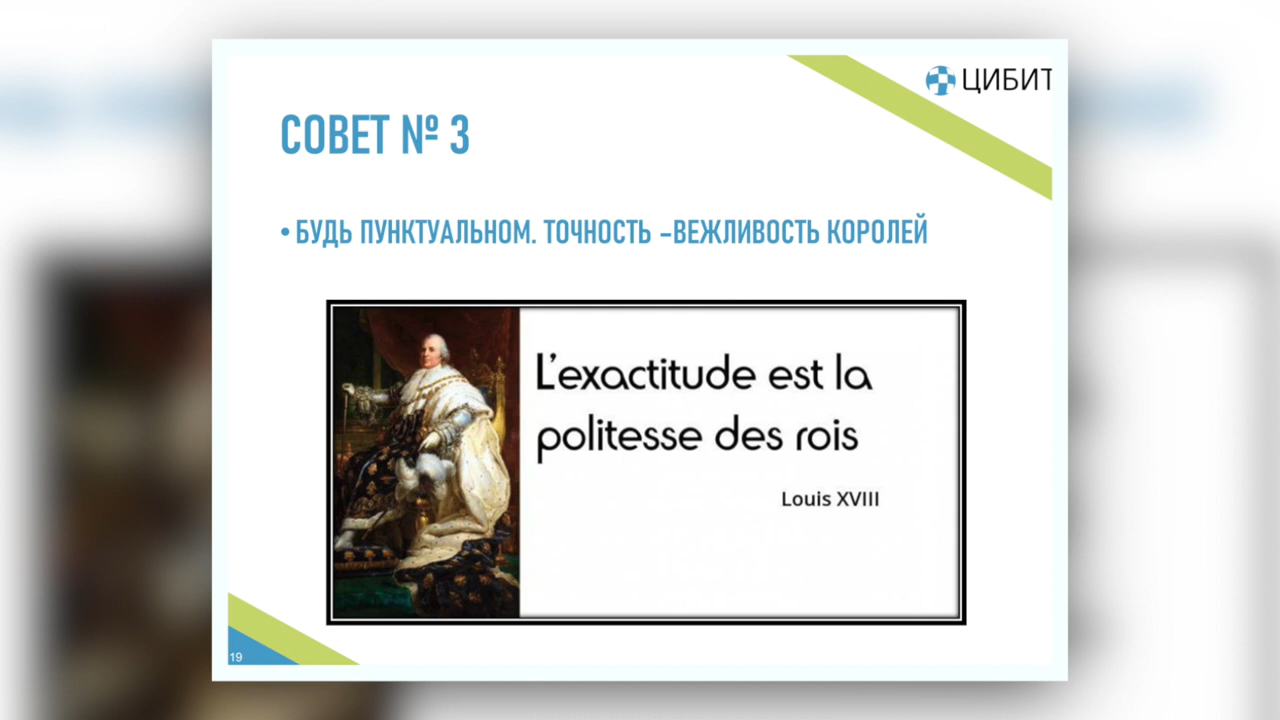 ЦИБИТ
СОВЕТ № 3
• БУДЬ ПУНКТУАЛЬНОМ. ТОЧНОСТЬ –ВЕЖЛИВОСТЬ КОРОЛЕЙ
L'exactitude est la
politesse des rois
Louis XVIII
19